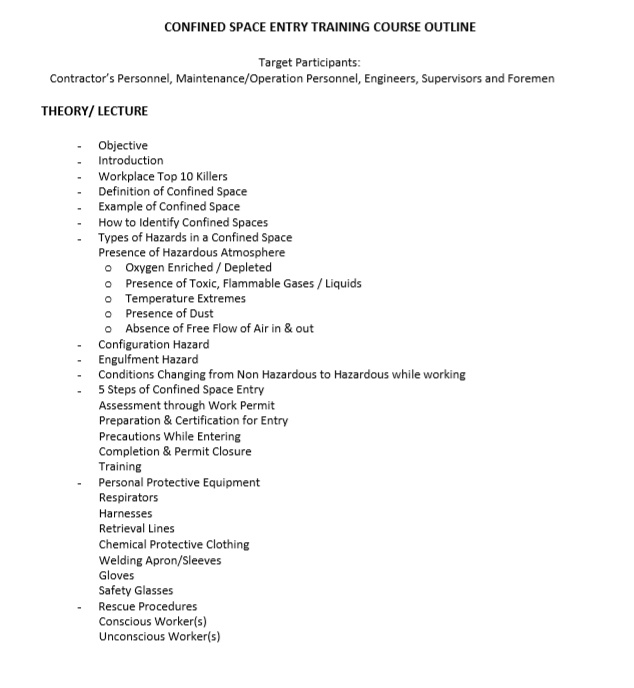 CONFINED SPACE ENTRY TRAINING COURSE OUTLINE
Target Participants:
Contractor's Personnel, Maintenance/Operation Personnel, Engineers, Supervisors and Foremen
THEORY/ LECTURE
- Objective
- Introduction
- Workplace Top 10 Killers
- Definition of Confined Space
- Example of Confined Space
- How to Identify Confined Spaces
- Types of Hazards in a Confined Space
Presence of Hazardous Atmosphere
o Oxygen Enriched / Depleted
o Presence of Toxic, Flammable Gases / Liquids
o Temperature Extremes
o Presence of Dust
o Absence of Free Flow of Air in & out
- Configuration Hazard
- Engulfment Hazard
- Conditions Changing from Non Hazardous to Hazardous while working
- 5 Steps of Confined Space Entry
Assessment through Work Permit
Preparation & Certification for Entry
Precautions While Entering
Completion & Permit Closure
Training
- Personal Protective Equipment
Respirators
Harnesses
Retrieval Lines
Chemical Protective Clothing
Welding Apron/Sleeves
Gloves
Safety Glasses
- Rescue Procedures
Conscious Worker(s)
Unconscious Worker(s)